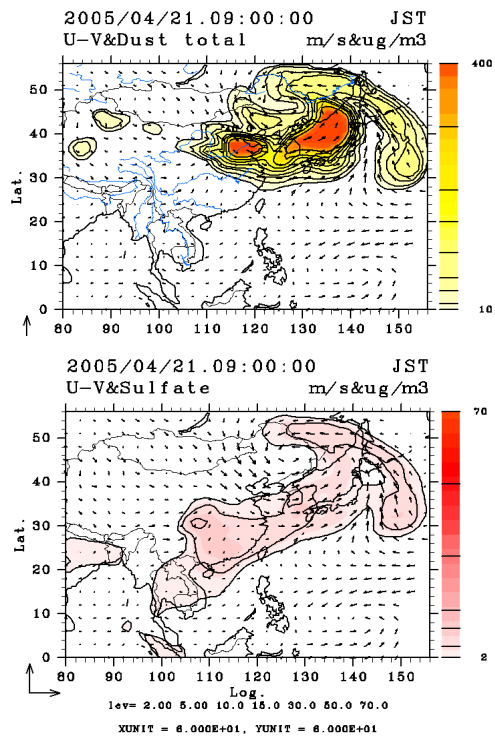 2005/04/21.09:00:00 JST
U-V&Dust total m/s&ug/m3
400
50
40
Lat.
30
20
10
0
10
80 90 100 110 120 130 140 150
2005/04/21.09:00:00 JST
U-V&Sulfate m/s&ug/m3
70
50
40
Lat.
30
20
10
0
2
80 90 100 110 120 130 140 150
Log.
lev= 2.00 5.00 10.0 15.0 30.0 50.0 70.0
XUNIT = 6.000E+01, YUNIT = 6.000E+01